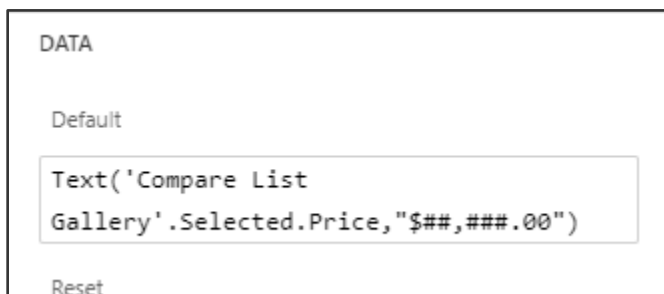 DATA
Default
Text('Compare List
Gallery'.Selected.Price,"$##,###.00")
Reset